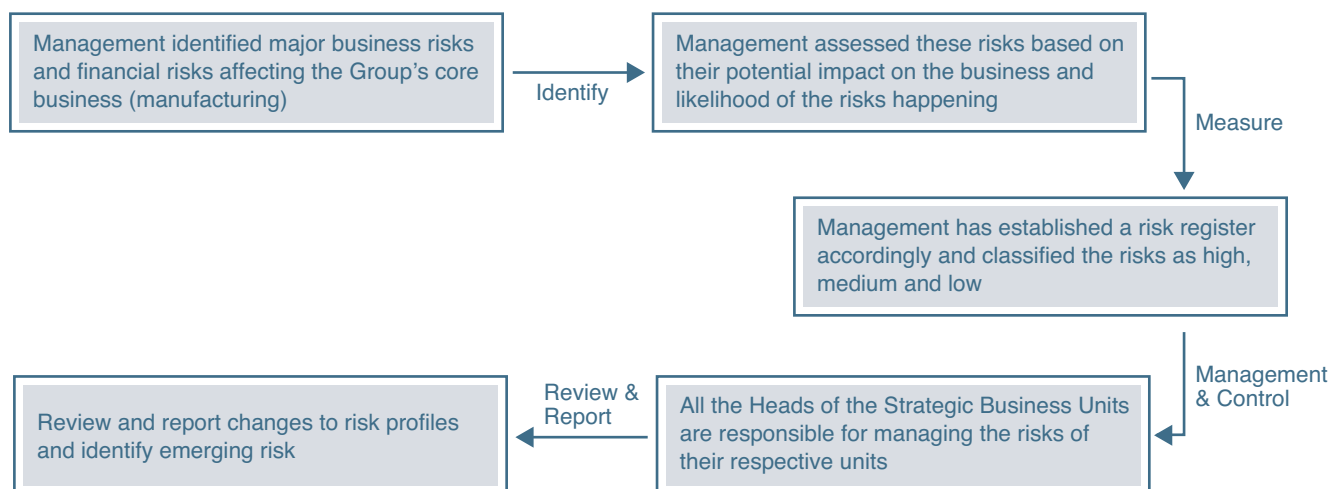 Management identified major business risks
and financial risks affecting the Group’s core
business (manufacturing)
Identify
Management assessed these risks based on
their potential impact on the business and
likelihood of the risks happening
Measure
Management has established a risk register
accordingly and classified the risks as high,
medium and low
Management
& Control
All the Heads of the Strategic Business Units
are responsible for managing the risks of
their respective units
Review &
Report
Review and report changes to risk profiles
and identify emerging risk